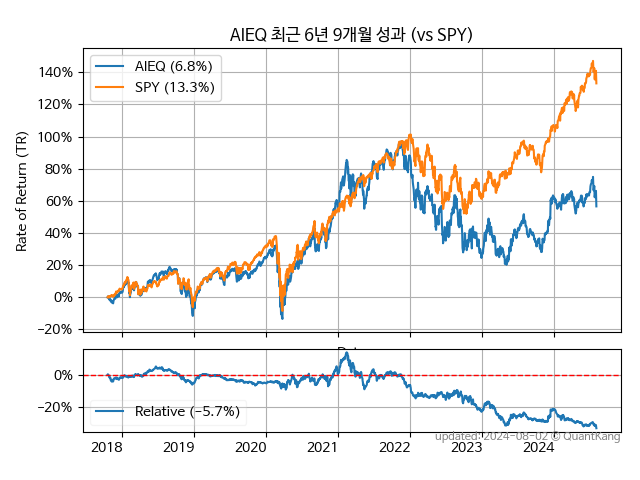 AIEQ 최근 6년 9개월 성과 (vs SPY)
Rate of Return (TR)
140%
120%
100%
80%
60%
40%
20%
0%
−20%
AIEQ (6.8%)
SPY (13.3%)
0%
−20%
Relative (−5.7%)
updated: 2024-08-02 © QuantKang
2018 2019 2020 2021 2022 2023 2024